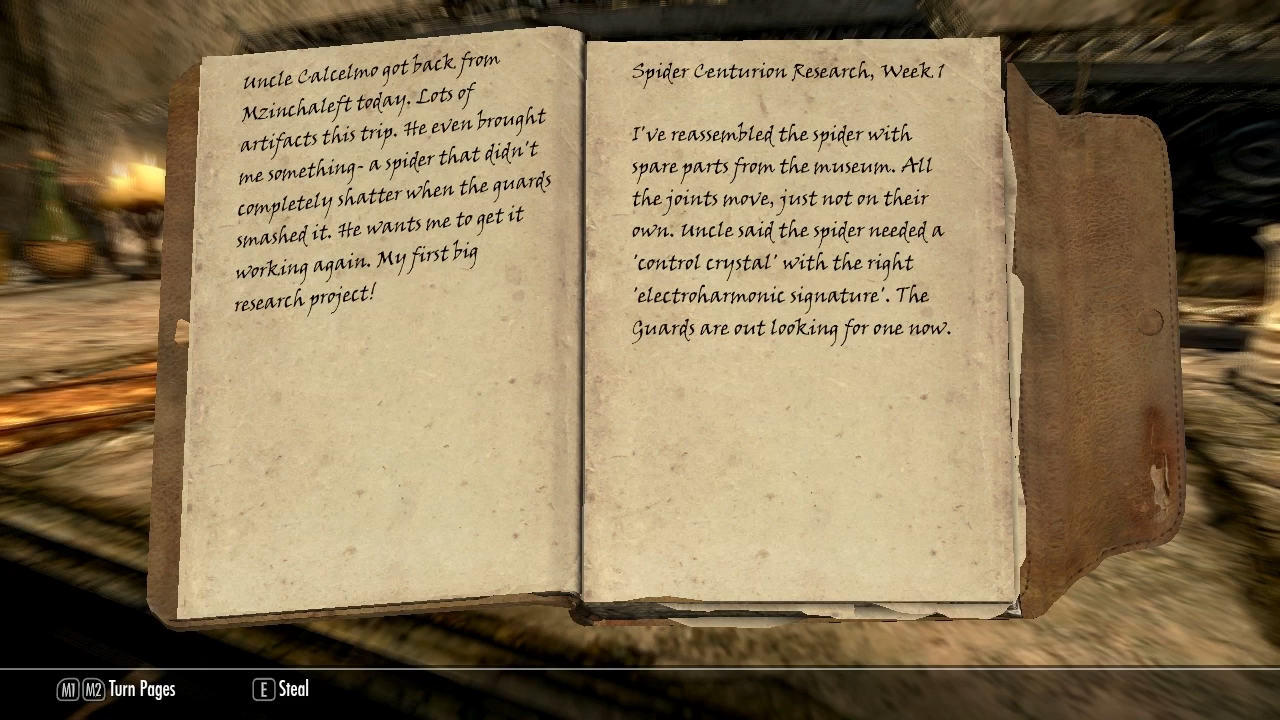 Uncle Calcelmo got back from
Mzinchaleft today. Lots of
artifacts this trip. He even brought
me something- a spider that didn't
completely shatter when the guards
smashed it. He wants me to get it
working again. My first big
research project!
Spider Centurion Research, Week 1
I've reassembled the spider with
spare parts from the museum. All
the joints move, just not on their
own. Uncle said the spider needed a
'control crystal' with the right
'electroharmonic signature'. The
Guards are out looking for one now.
M1 M2 Turn Pages E Steal